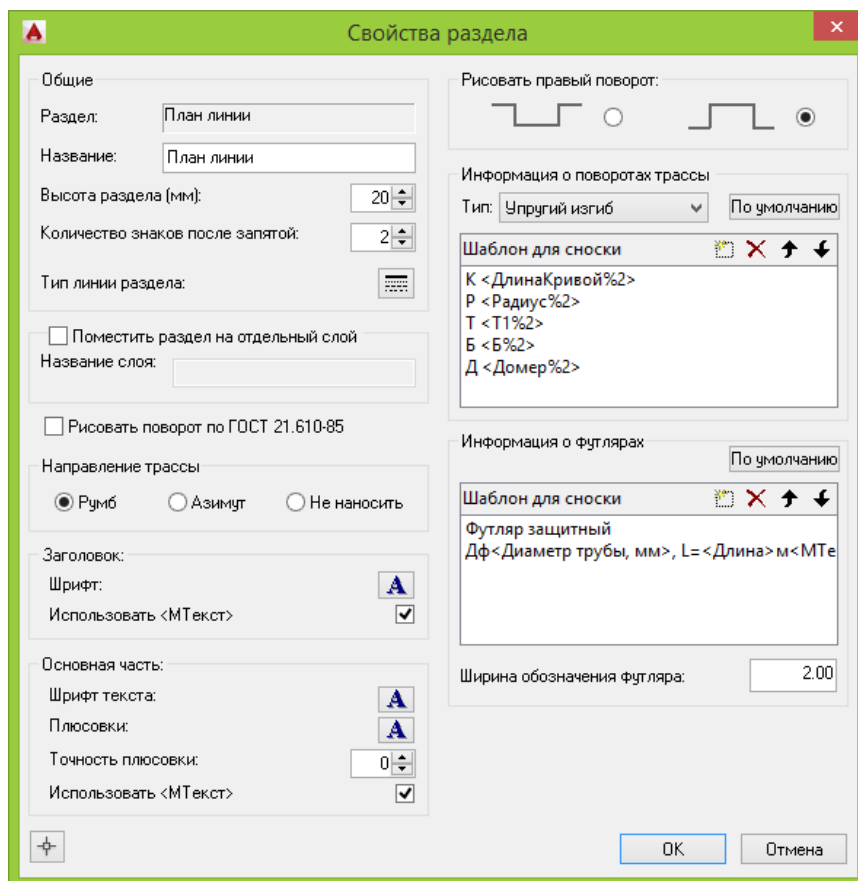 Свойства раздела
Общие
Раздел: План линии
Название: План линии
Высота раздела (мм): 20
Количество знаков после запятой: 2
Тип линии раздела:
Поместить раздел на отдельный слой
Название слоя:
Рисовать поворот по ГОСТ 21.610-85
Направление трассы
Румб Азимут Не наносить
Заголовок:
Шрифт: A
Использовать <МТекст>
Основная часть:
Шрифт текста: A
Плюсовки: A
Точность плюсовки: 0
Использовать <МТекст>
Рисовать правый поворот:
Информация о поворотах трассы
Тип: Упругий изгиб По умолчанию
Шаблон для сноски
К <ДлинаКривой%2>
Р <Радиус%2>
Т <Т1%2>
Б <Б%2>
Д <Домер%2>
Информация о футлярах
По умолчанию
Шаблон для сноски
Футляр защитный
Дф<Диаметр трубы, мм>, L=<Длина>м<МТе
Ширина обозначения футляра: 2.00
OK Отмена